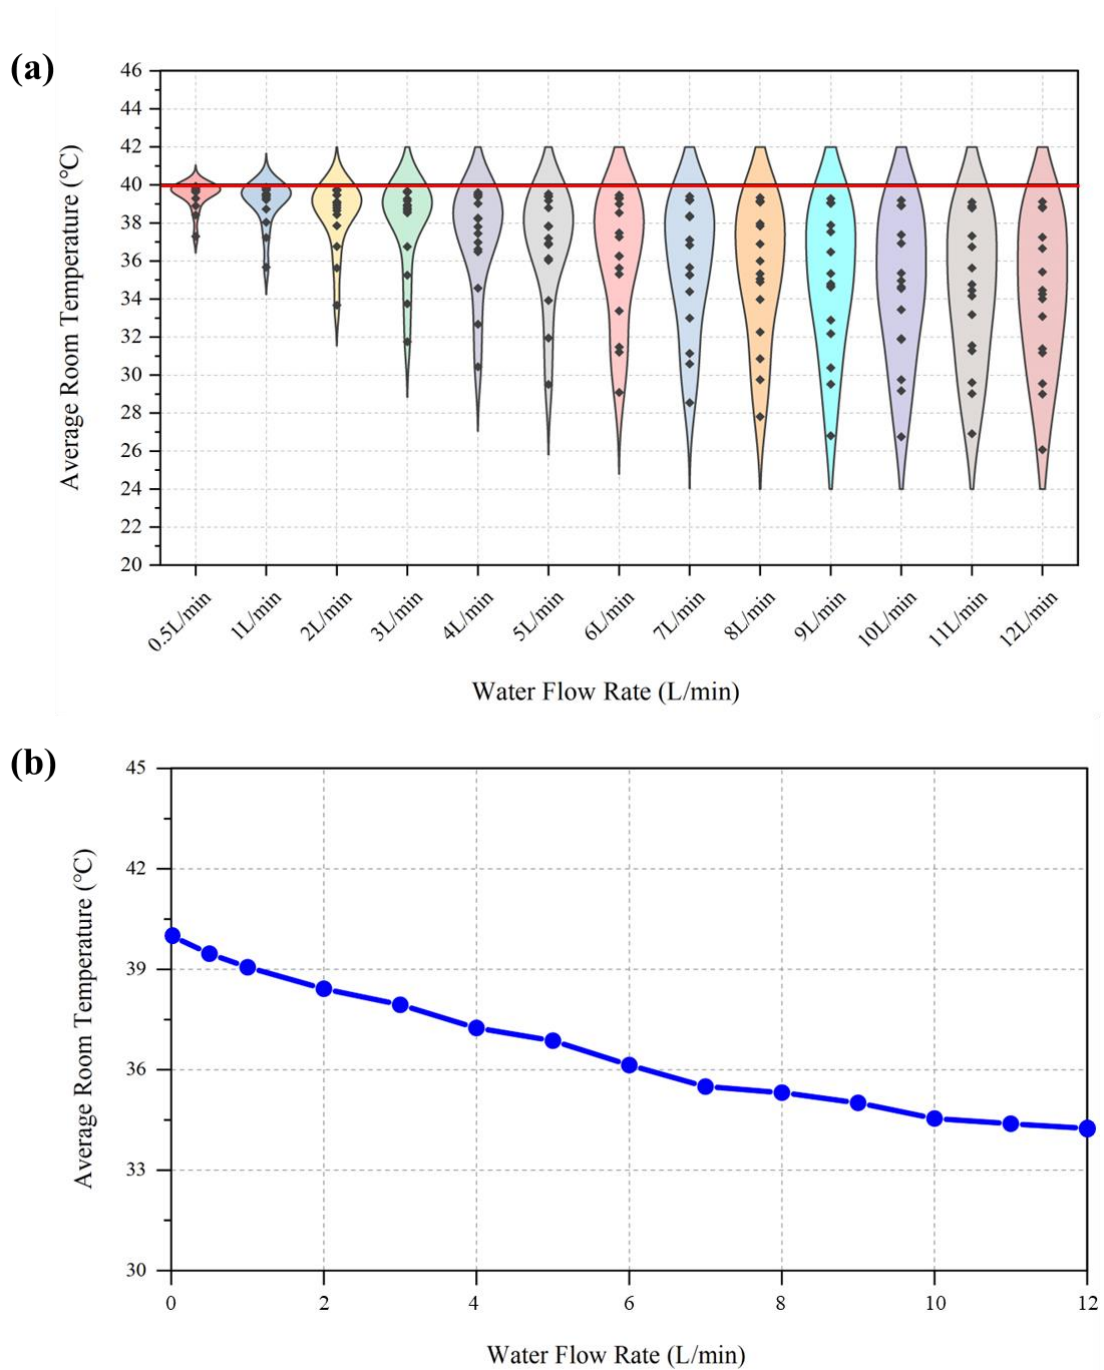 (a)
46
44
42
40
38
36
34
32
30
28
26
24
22
20
Average Room Temperature (°C)
0.5L/min
1L/min
2L/min
3L/min
4L/min
5L/min
6L/min
7L/min
8L/min
9L/min
10L/min
11L/min
12L/min
Water Flow Rate (L/min)
(b)
45
42
39
36
33
30
Average Room Temperature (°C)
0
2
4
6
8
10
12
Water Flow Rate (L/min)